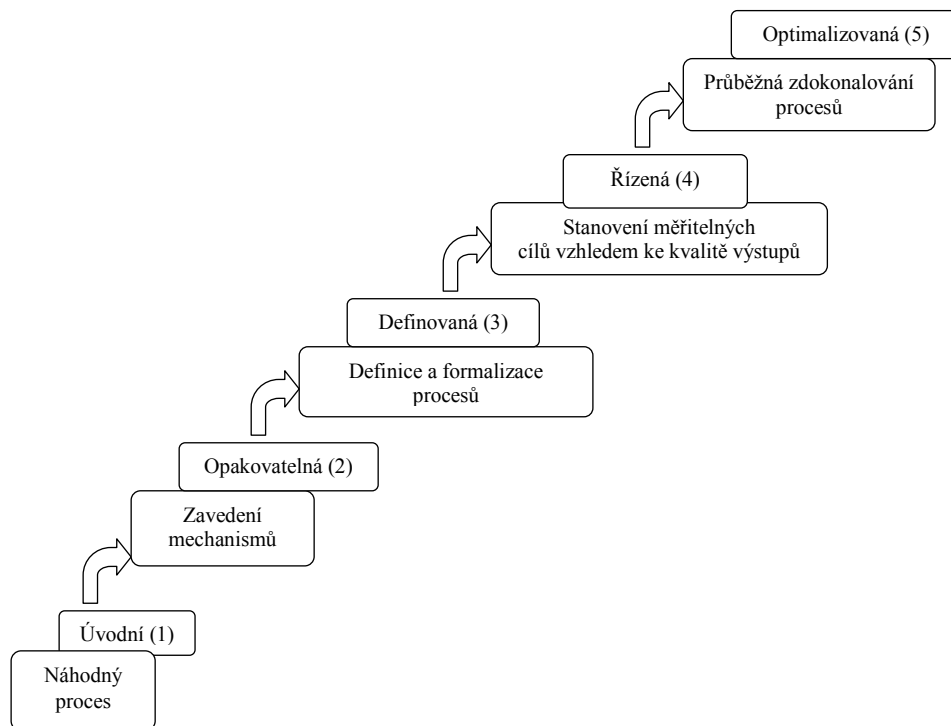 Optimalizovaná (5)
Průběžná zdokonalování
procesů
Řízená (4)
Stanovení měřitelných
cílů vzhledem ke kvalitě výstupů
Definovaná (3)
Definice a formalizace
procesů
Opakovatelná (2)
Zavedení
mechanismů
Úvodní (1)
Náhodný
proces